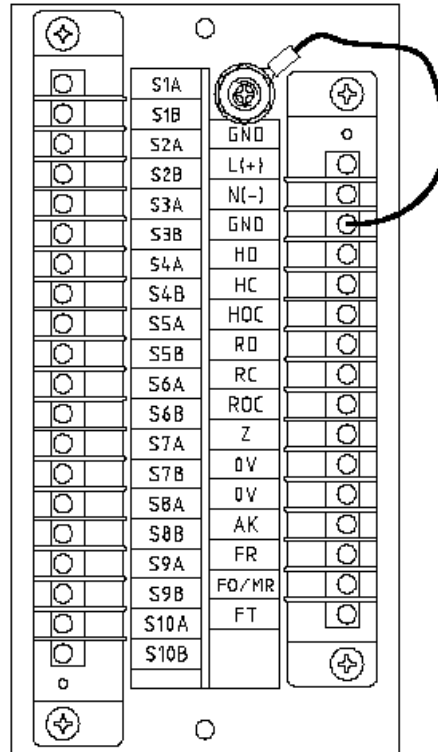 S1A
S1B
S2A
S2B
S3A
S3B
S4A
S4B
S5A
S5B
S6A
S6B
S7A
S7B
S8A
S8B
S9A
S9B
S10A
S10B
GND
L(+)
N(-)
GND
HO
HC
HOC
RO
RC
ROC
Z
0V
0V
AK
FR
FO/MR
FT